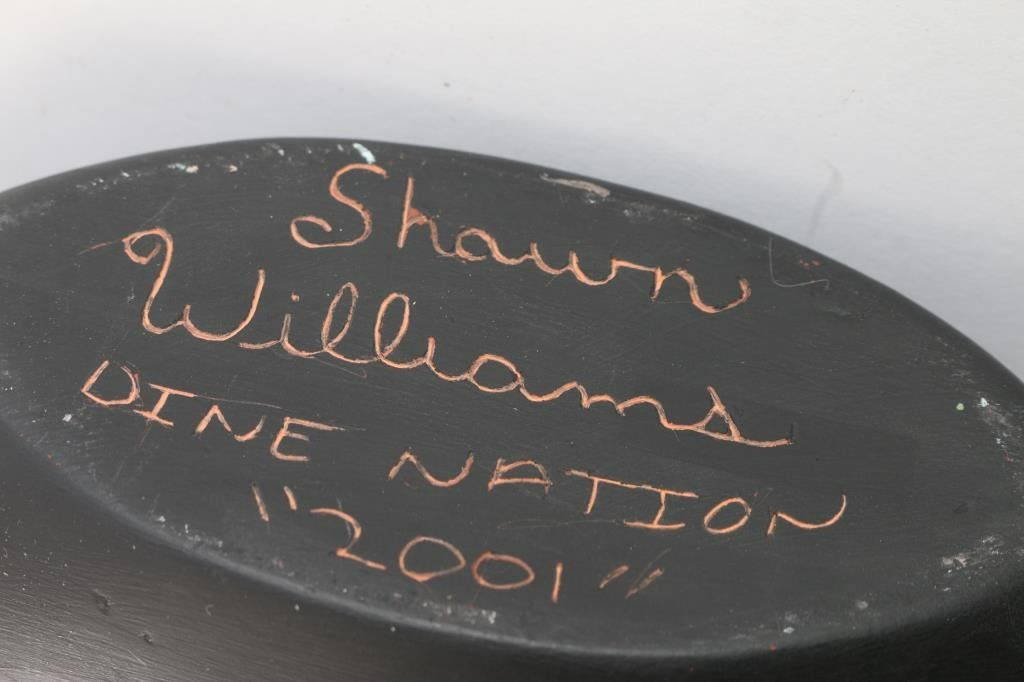 Shawn
Williams
DINE NATION
"2001"